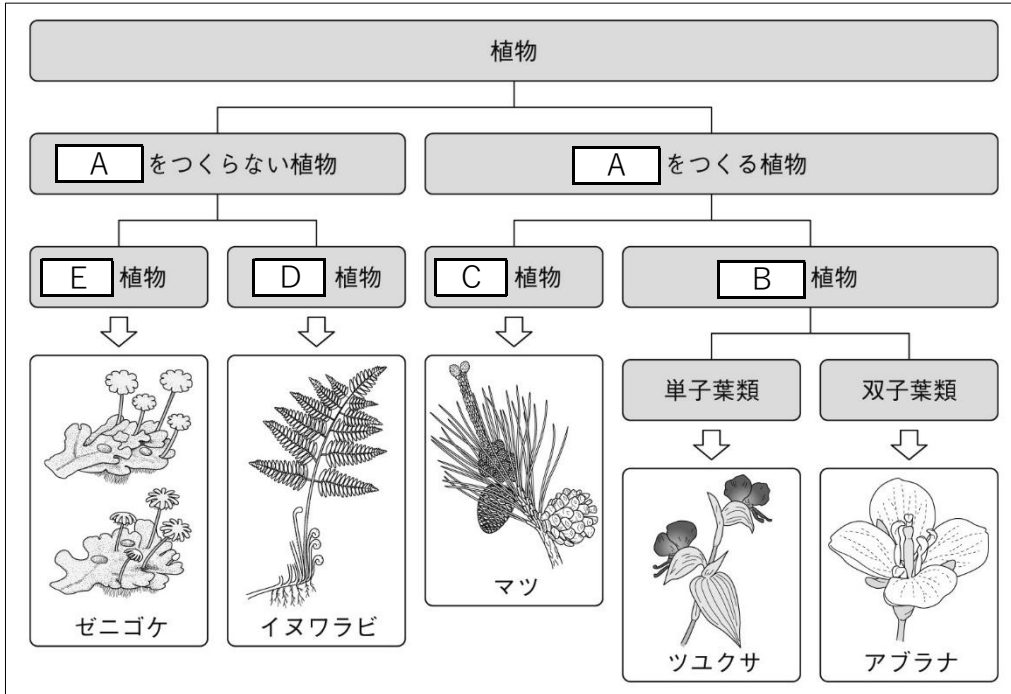 植物
A をつくらない植物
A をつくる植物
E 植物
D 植物
C 植物
B 植物
単子葉類
双子葉類
ゼニゴケ
イヌワラビ
マツ
ツユクサ
アブラナ